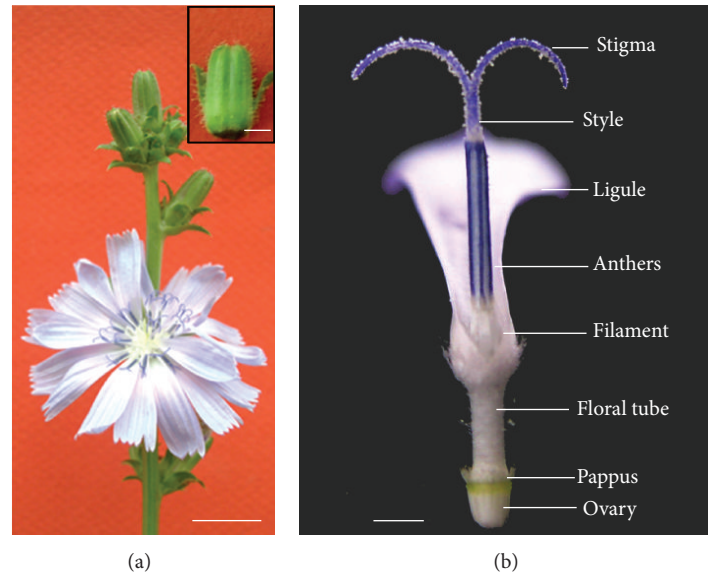 Stigma
Style
Ligule
Anthers
Filament
Floral tube
Pappus
Ovary
(a)
(b)